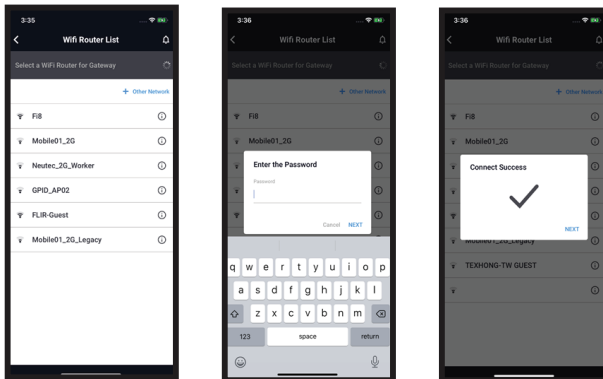 3:35
Wifi Router List
Select a WiFi Router for Gateway
+ Other Network
Fi8
Mobile01_2G
Neutec_2G_Worker
GPID_AP02
FLIR-Guest
Mobile01_2G_Legacy
3:36
Wifi Router List
Select a WiFi Router for Gateway
+ Other Network
Fi8
Mobile01_2G
Enter the Password
Password
Cancel NEXT
q w e r t y u i o p
a s d f g h j k l
z x c v b n m
123 space return
3:36
Wifi Router List
Select a WiFi Router for Gateway
+ Other Network
Fi8
Mobile01_2G
Connect Success
NEXT
Mobile01_2G_Legacy
TEXHONG-TW GUEST